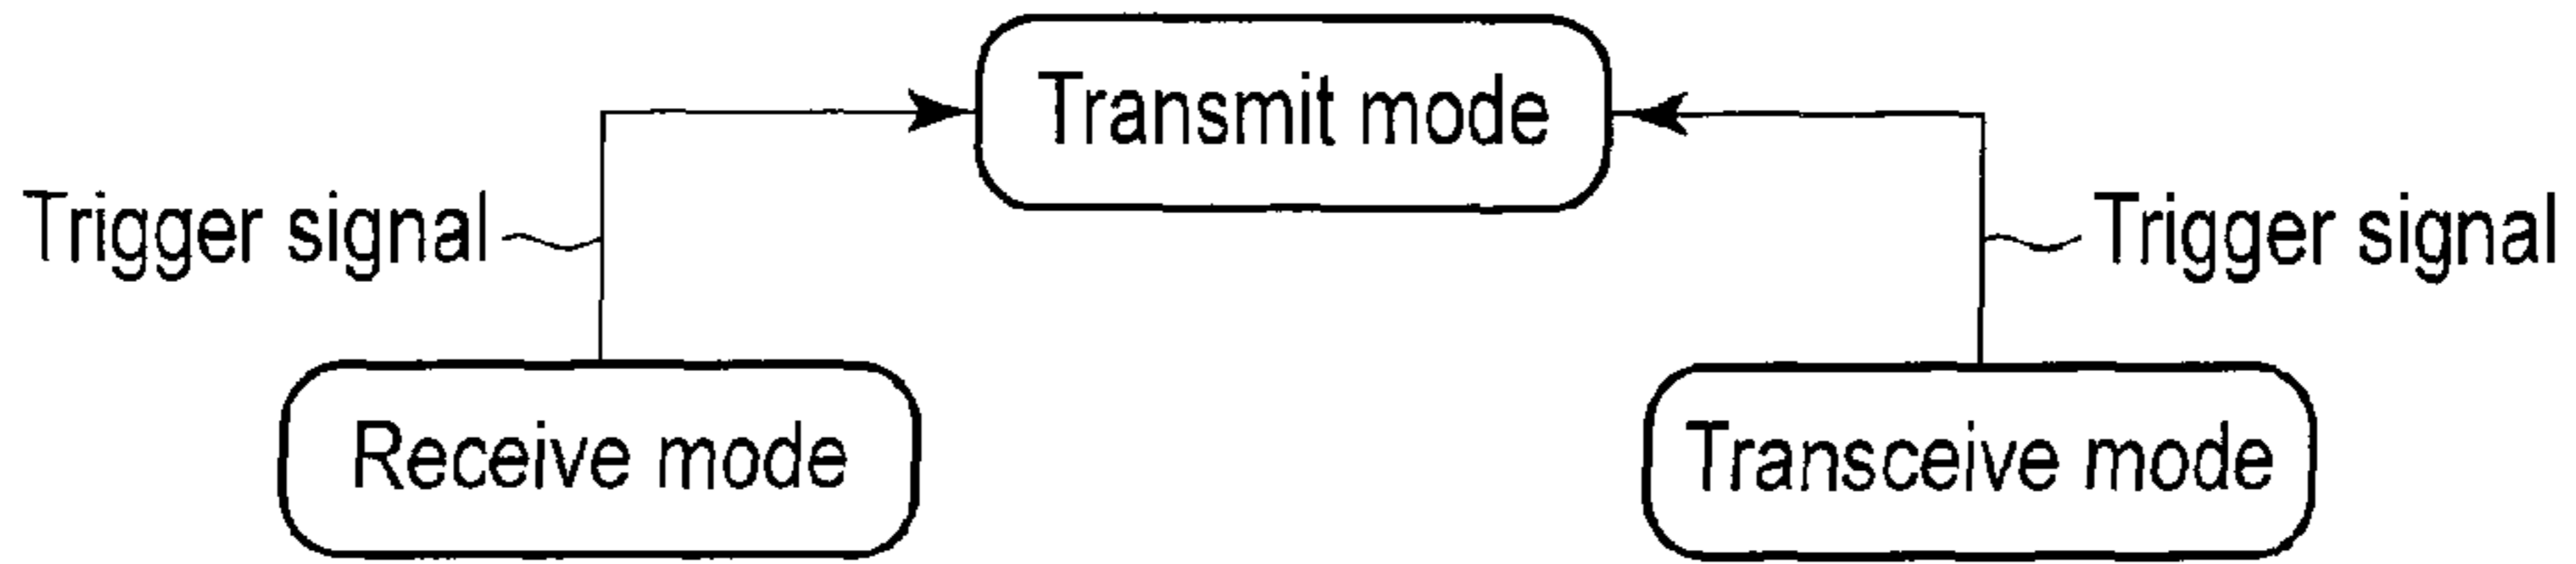 Transmit mode
Trigger signal
Trigger signal
Receive mode
Transceive mode